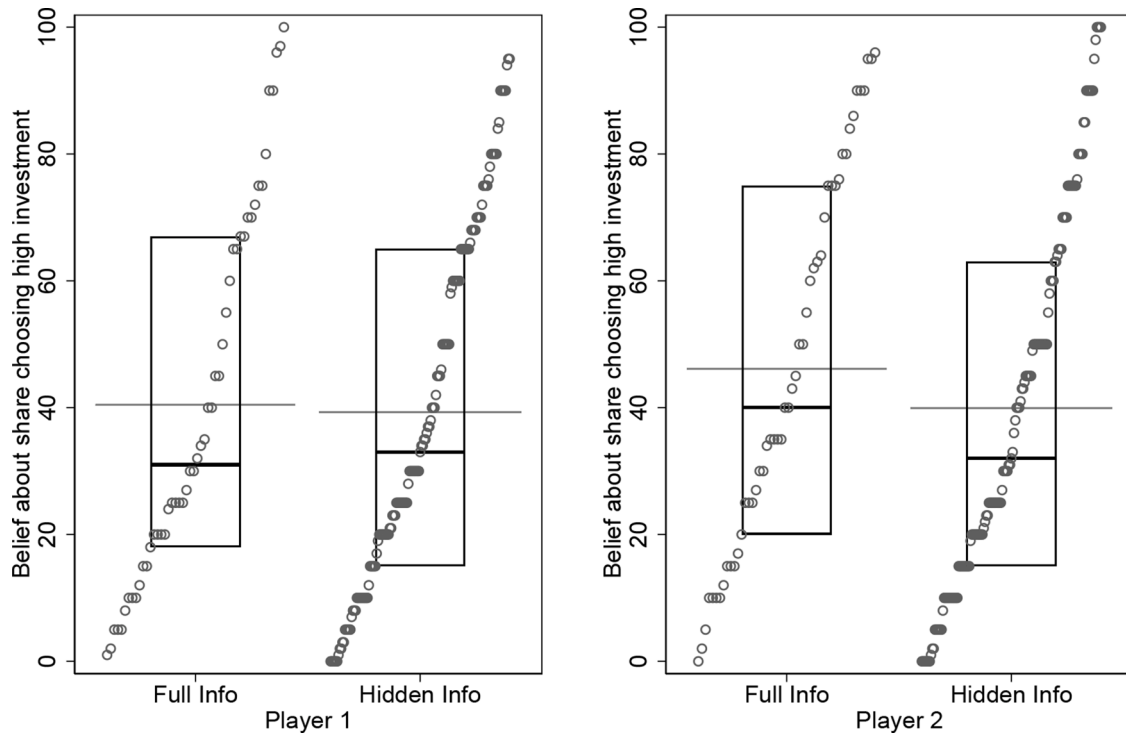 Belief about share choosing high investment
100
80
60
40
20
0
Full Info
Hidden Info
Player 1
Belief about share choosing high investment
100
80
60
40
20
0
Full Info
Hidden Info
Player 2